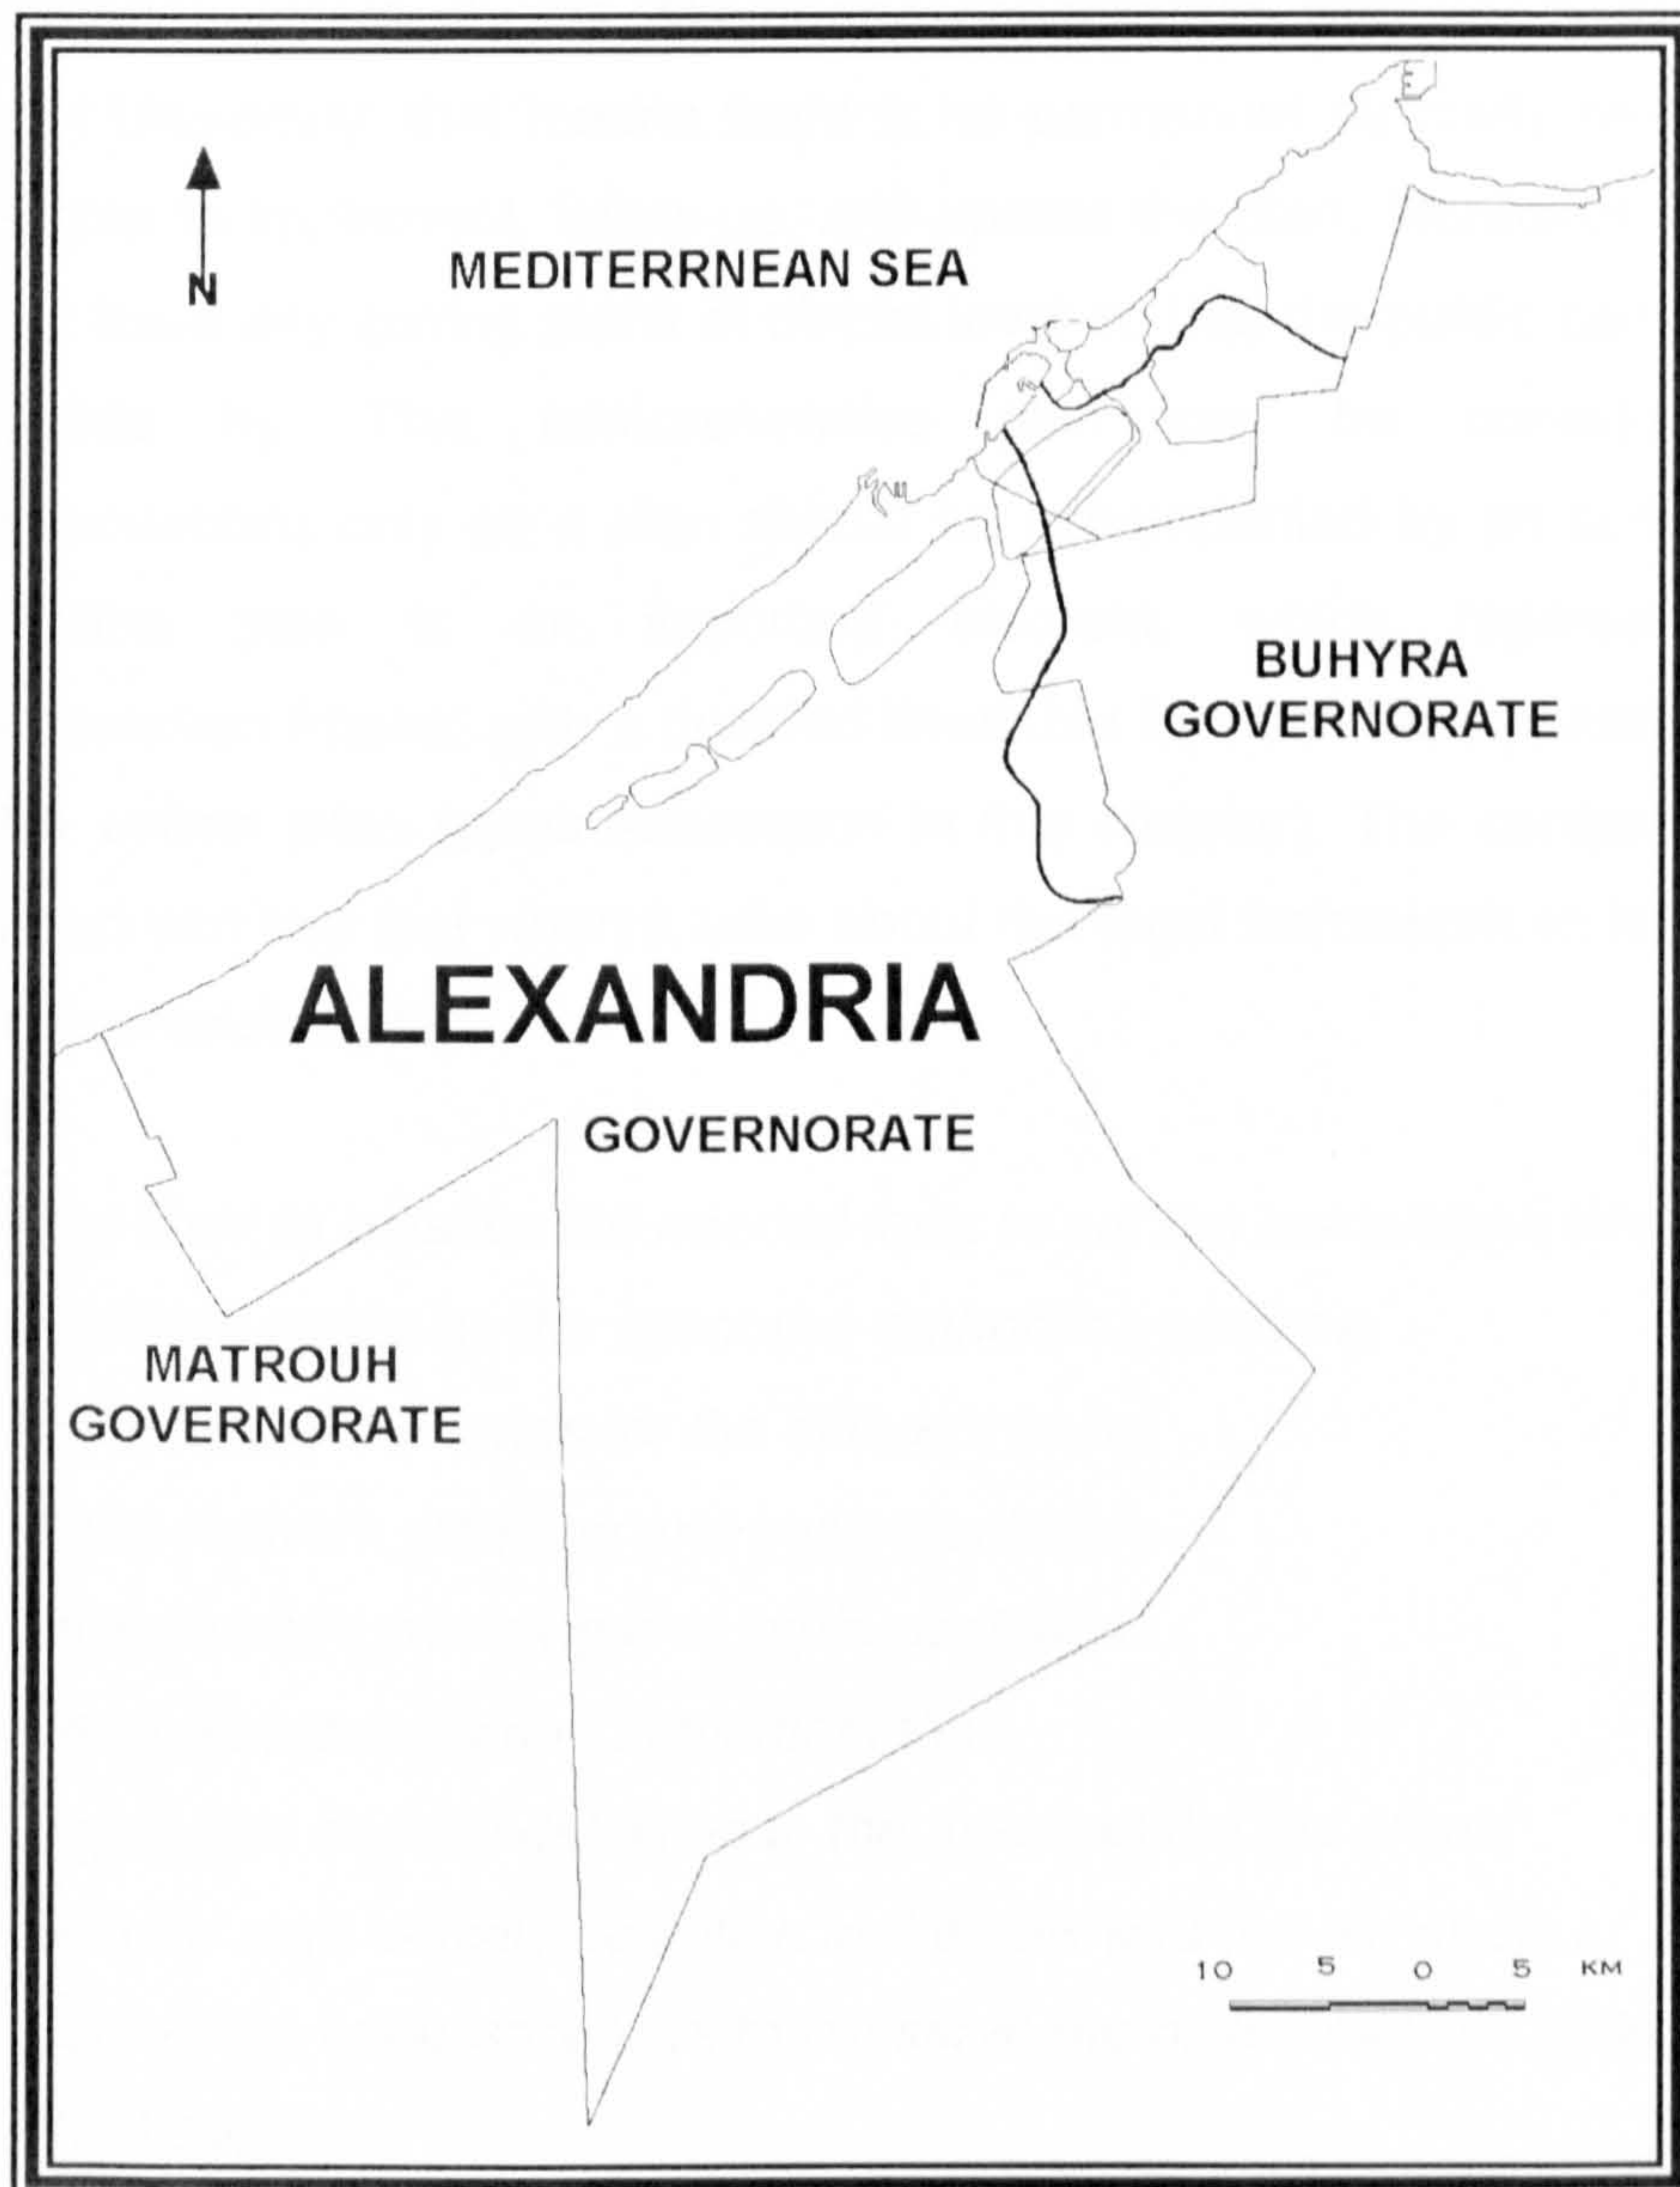 N
MEDITERRNEAN SEA
BUHYRA
GOVERNORATE
ALEXANDRIA
GOVERNORATE
MATROUH
GOVERNORATE
10 5 0 5 KM